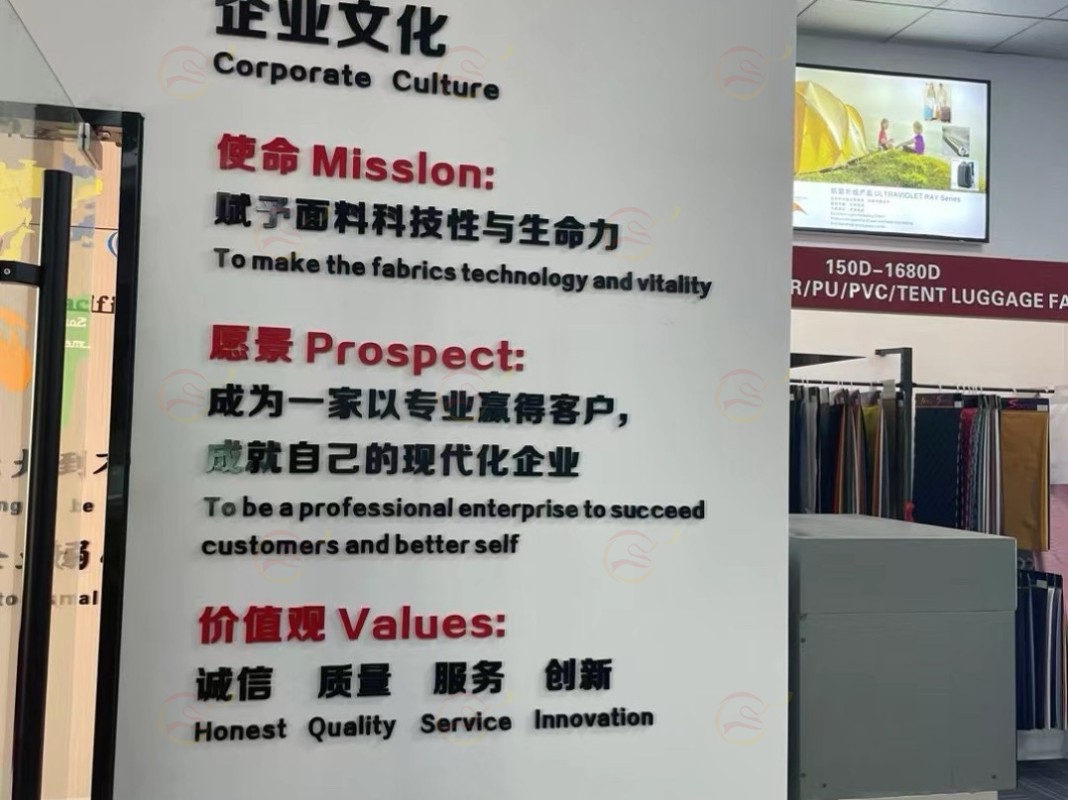 企业文化
Corporate Culture
使命 Misslon:
赋予面料科技性与生命力
To make the fabrics technology and vitality
愿景 Prospect:
成为一家以专业赢得客户，
成就自己的现代化企业
To be a professional enterprise to succeed
customers and better self
价值观 Values:
诚信 质量 服务 创新
Honest Quality Service Innovation
ULTRAVIOLET RAY Series
150D-1680D
R/PU/PVC/TENT LUGGAGE FA